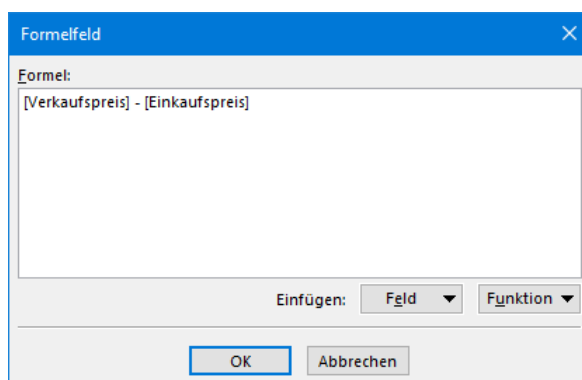 Formelfeld
Formel:
[Verkaufspreis] - [Einkaufspreis]
Einfügen: Feld Funktion
OK Abbrechen